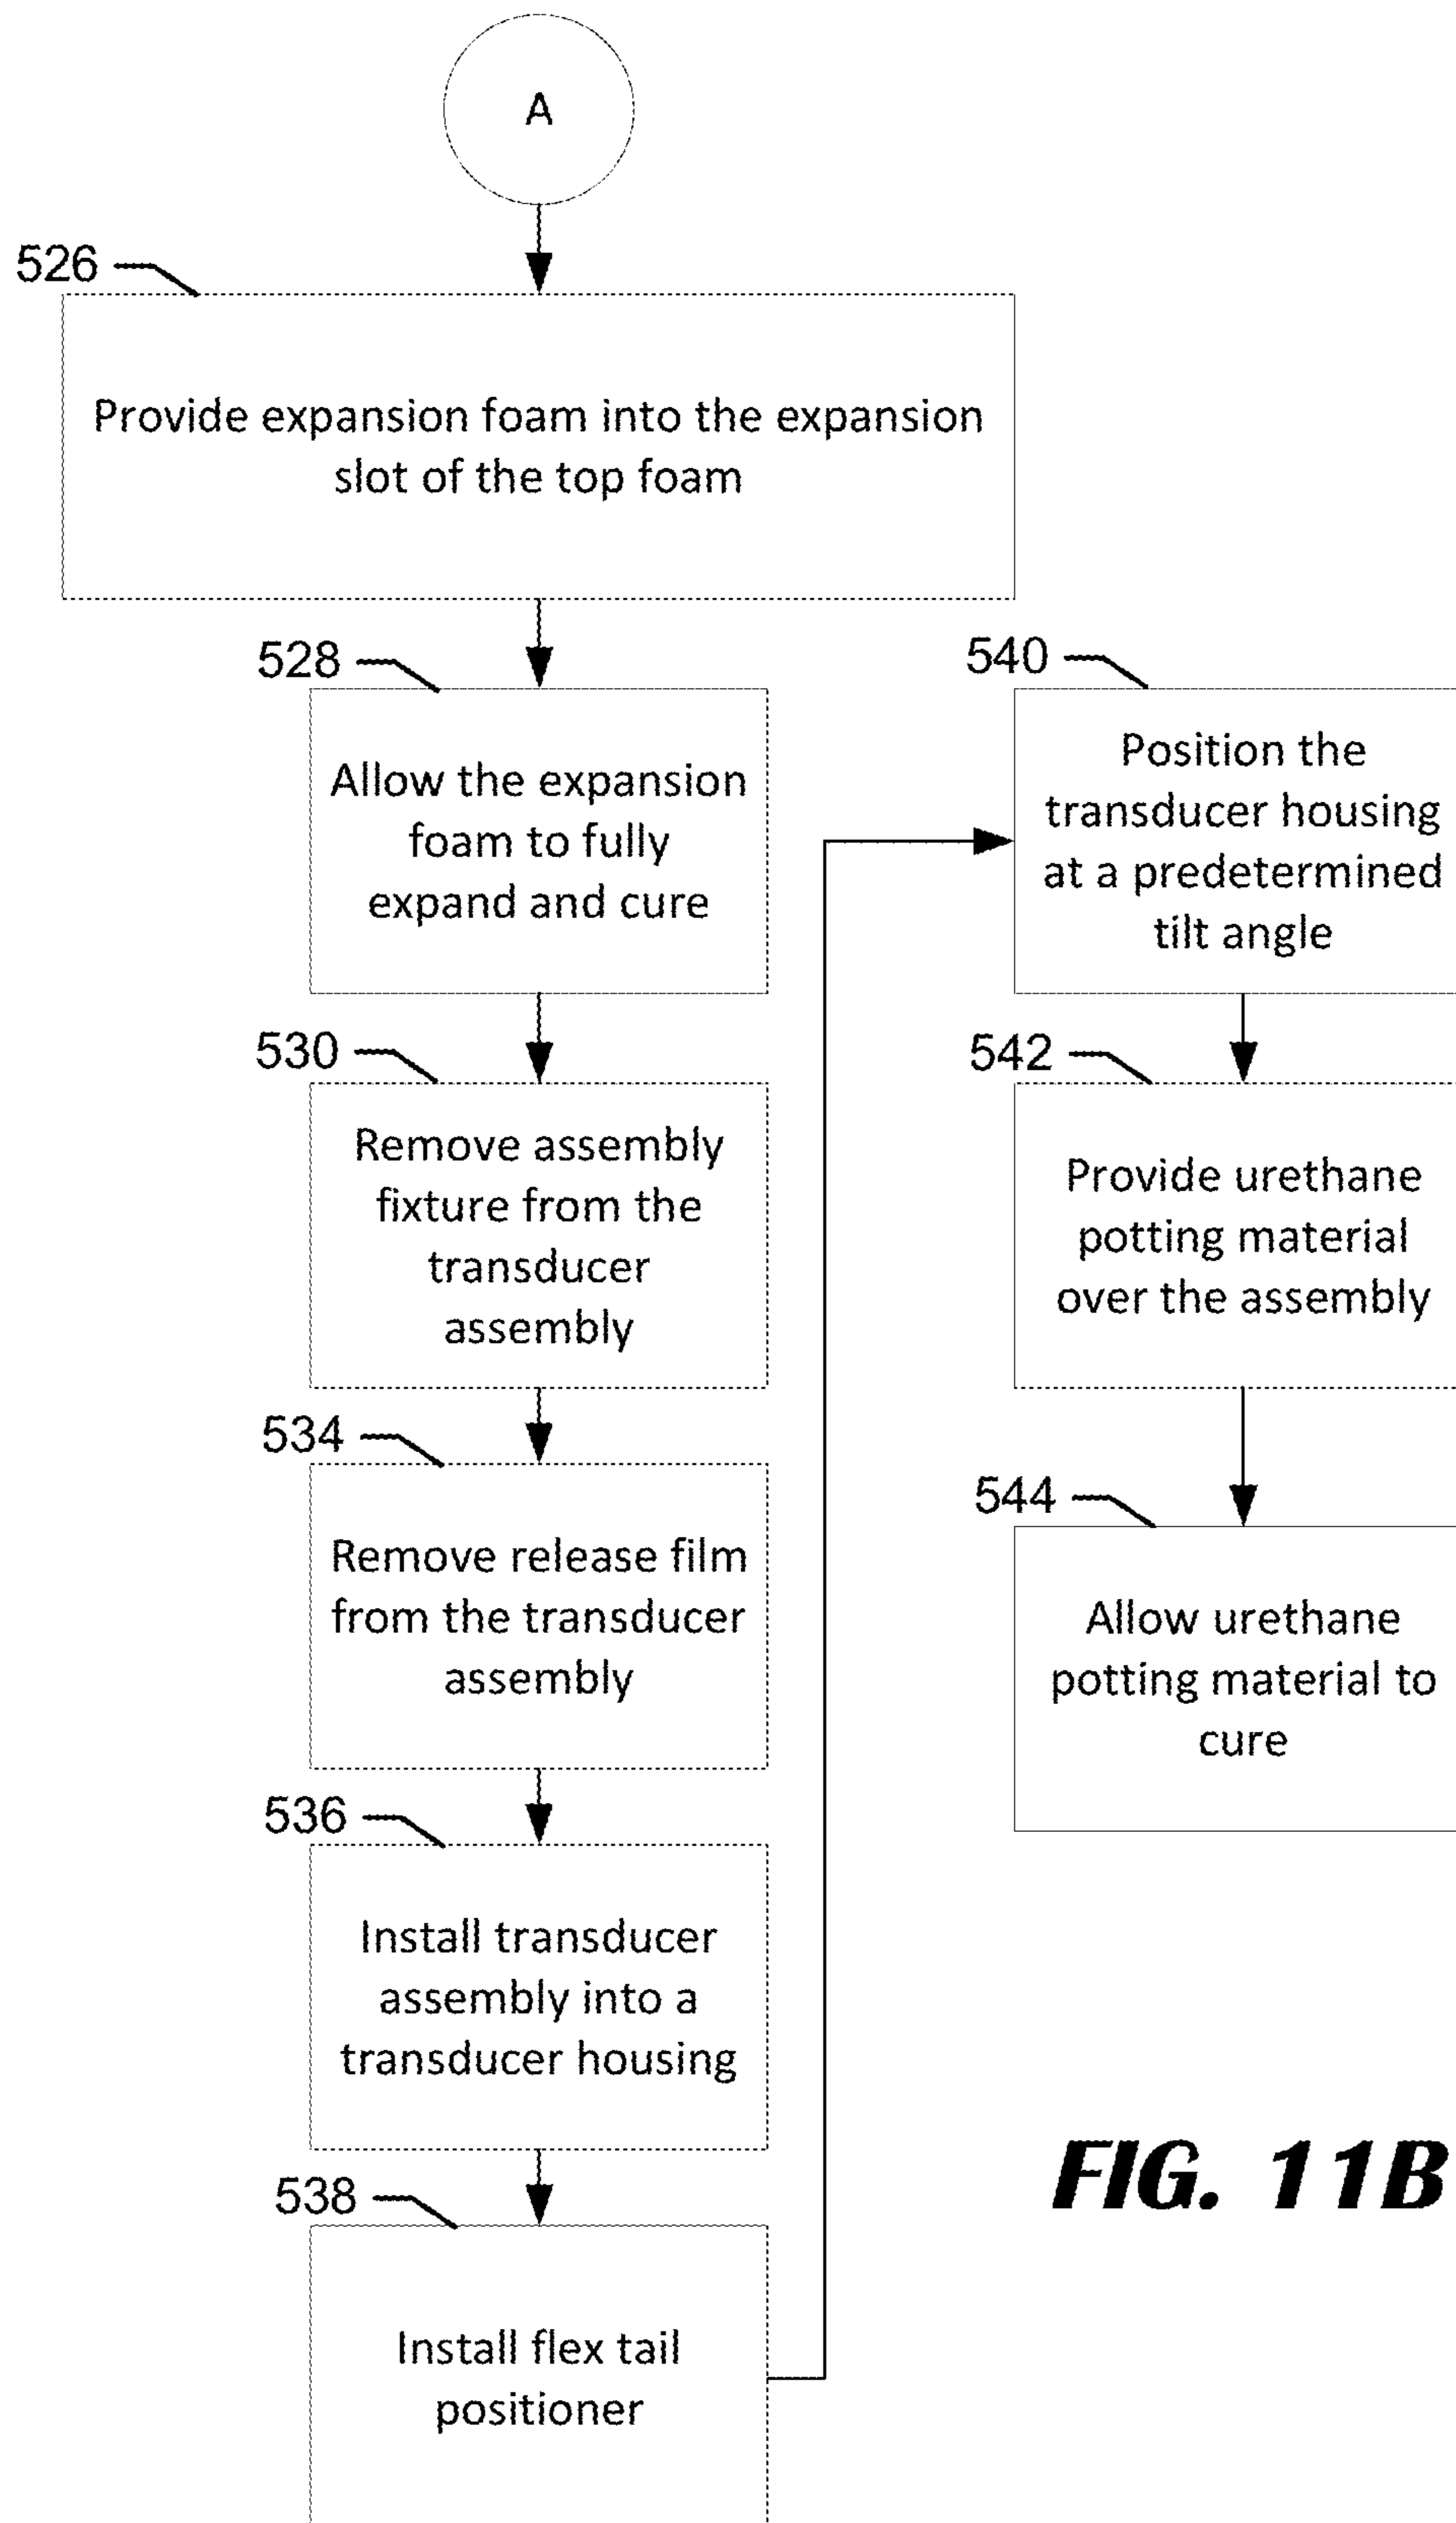 A
526
Provide expansion foam into the expansion
slot of the top foam
528
Allow the expansion
foam to fully
expand and cure
530
Remove assembly
fixture from the
transducer
assembly
534
Remove release film
from the transducer
assembly
536
Install transducer
assembly into a
transducer housing
538
Install flex tail
positioner
540
Position the
transducer housing
at a predetermined
tilt angle
542
Provide urethane
potting material
over the assembly
544
Allow urethane
potting material to
cure
FIG. 11B